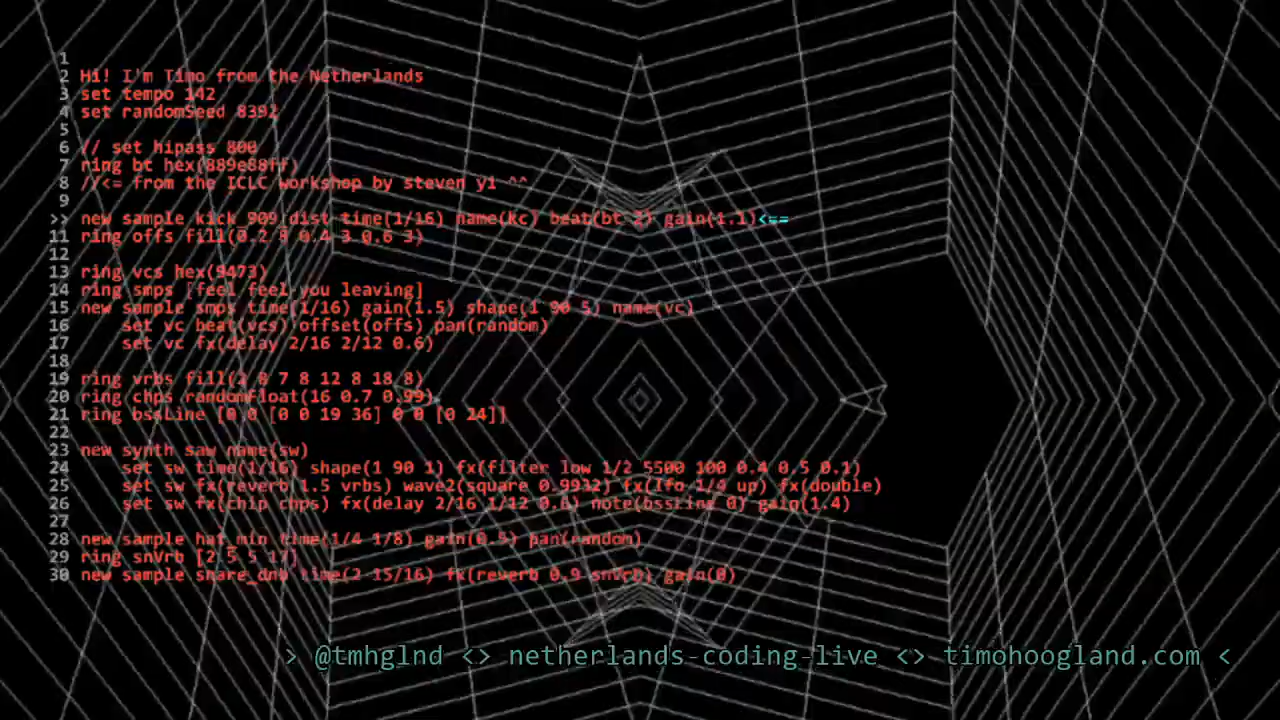 1
2 Hi! I'm Timo from the Netherlands
3 set tempo 142
4 set randomSeed 8392
5
6 // set hipass 800
7 ring bt hex(889e88ff)
8 //<= from the ICLC workshop by steven yi ^^
9
>> new sample kick_909_dist time(1/16) name(kc) beat(bt 2) gain(1.1)<==
11 ring offs fill(0.2 8 0.4 3 0.6 3)
12
13 ring vcs hex(9473)
14 ring smps [feel feel you leaving]
15 new sample smps time(1/16) gain(1.5) shape(1 90 5) name(vc)
16     set vc beat(vcs) offset(offs) pan(random)
17     set vc fx(delay 2/16 2/12 0.6)
18
19 ring vrbs fill(2 8 7 8 12 8 18 8)
20 ring chps randomFloat(16 0.7 0.99)
21 ring bssLine [0 0 [0 0 19 36] 0 0 [0 24]]
22
23 new synth saw name(sw)
24     set sw time(1/16) shape(1 90 1) fx(filter low 1/2 5500 100 0.4 0.5 0.1)
25     set sw fx(reverb 1.5 vrbs) wave2(square 0.9932) fx(lfo 1/4 up) fx(double)
26     set sw fx(chip chps) fx(delay 2/16 1/12 0.6) note(bssLine 0) gain(1.4)
27
28 new sample hat_min time(1/4 1/8) gain(0.5) pan(random)
29 ring snVrb [2 5 5 17]
30 new sample snare_dnb time(2 15/16) fx(reverb 0.9 snVrb) gain(0)
> @tmhglnd <> netherlands-coding-live <> timohoogland.com <